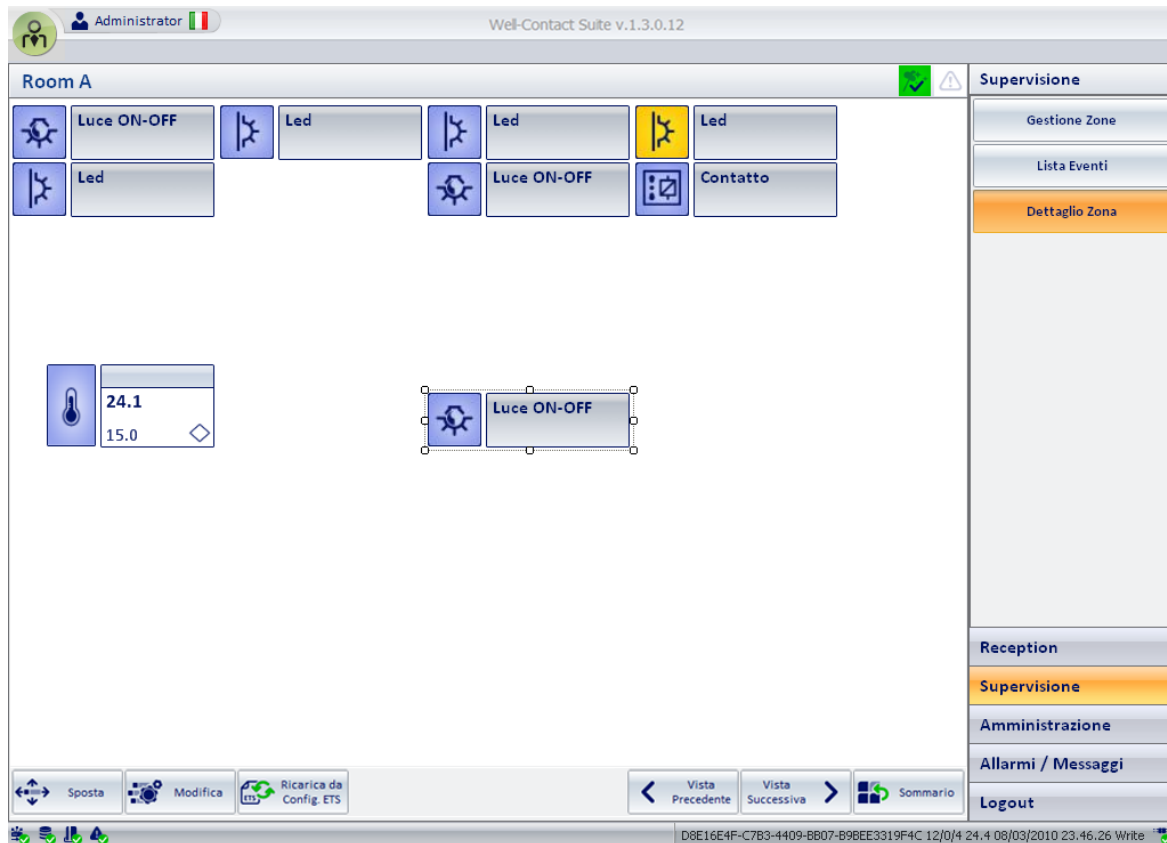 Administrator
Well-Contact Suite v.1.3.0.12
Room A
Supervisione
Luce ON-OFF
Led
Led
Led
Gestione Zone
Led
Luce ON-OFF
Contatto
Lista Eventi
Dettaglio Zona
24.1
15.0
Luce ON-OFF
Reception
Supervisione
Amministrazione
Allarmi / Messaggi
Logout
Sposta
Modifica
ETS
Ricarica da
Config. ETS
Vista
Precedente
Vista
Successiva
Sommario
D8E16E4F-C7B3-4409-BB07-B9BEE3319F4C 12/0/4 24.4 08/03/2010 23.46.26 Write